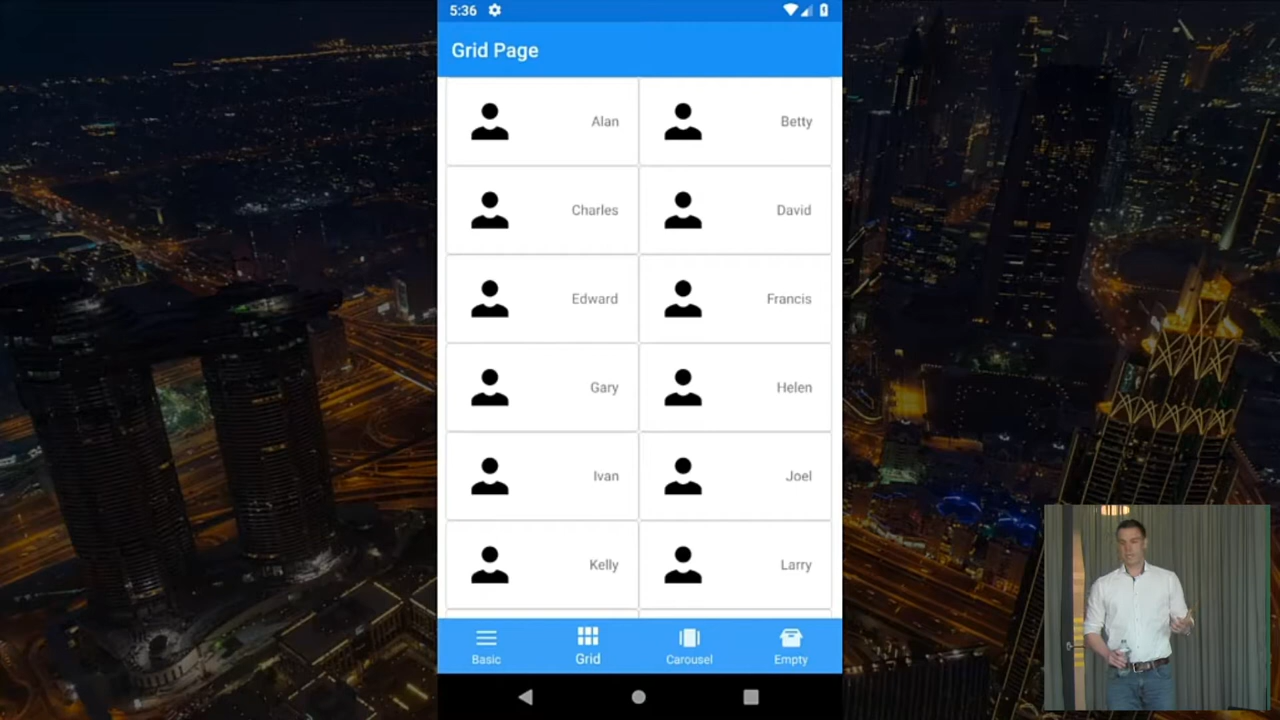 5:36
Grid Page
Alan
Betty
Charles
David
Edward
Francis
Gary
Helen
Ivan
Joel
Kelly
Larry
Basic
Grid
Carousel
Empty